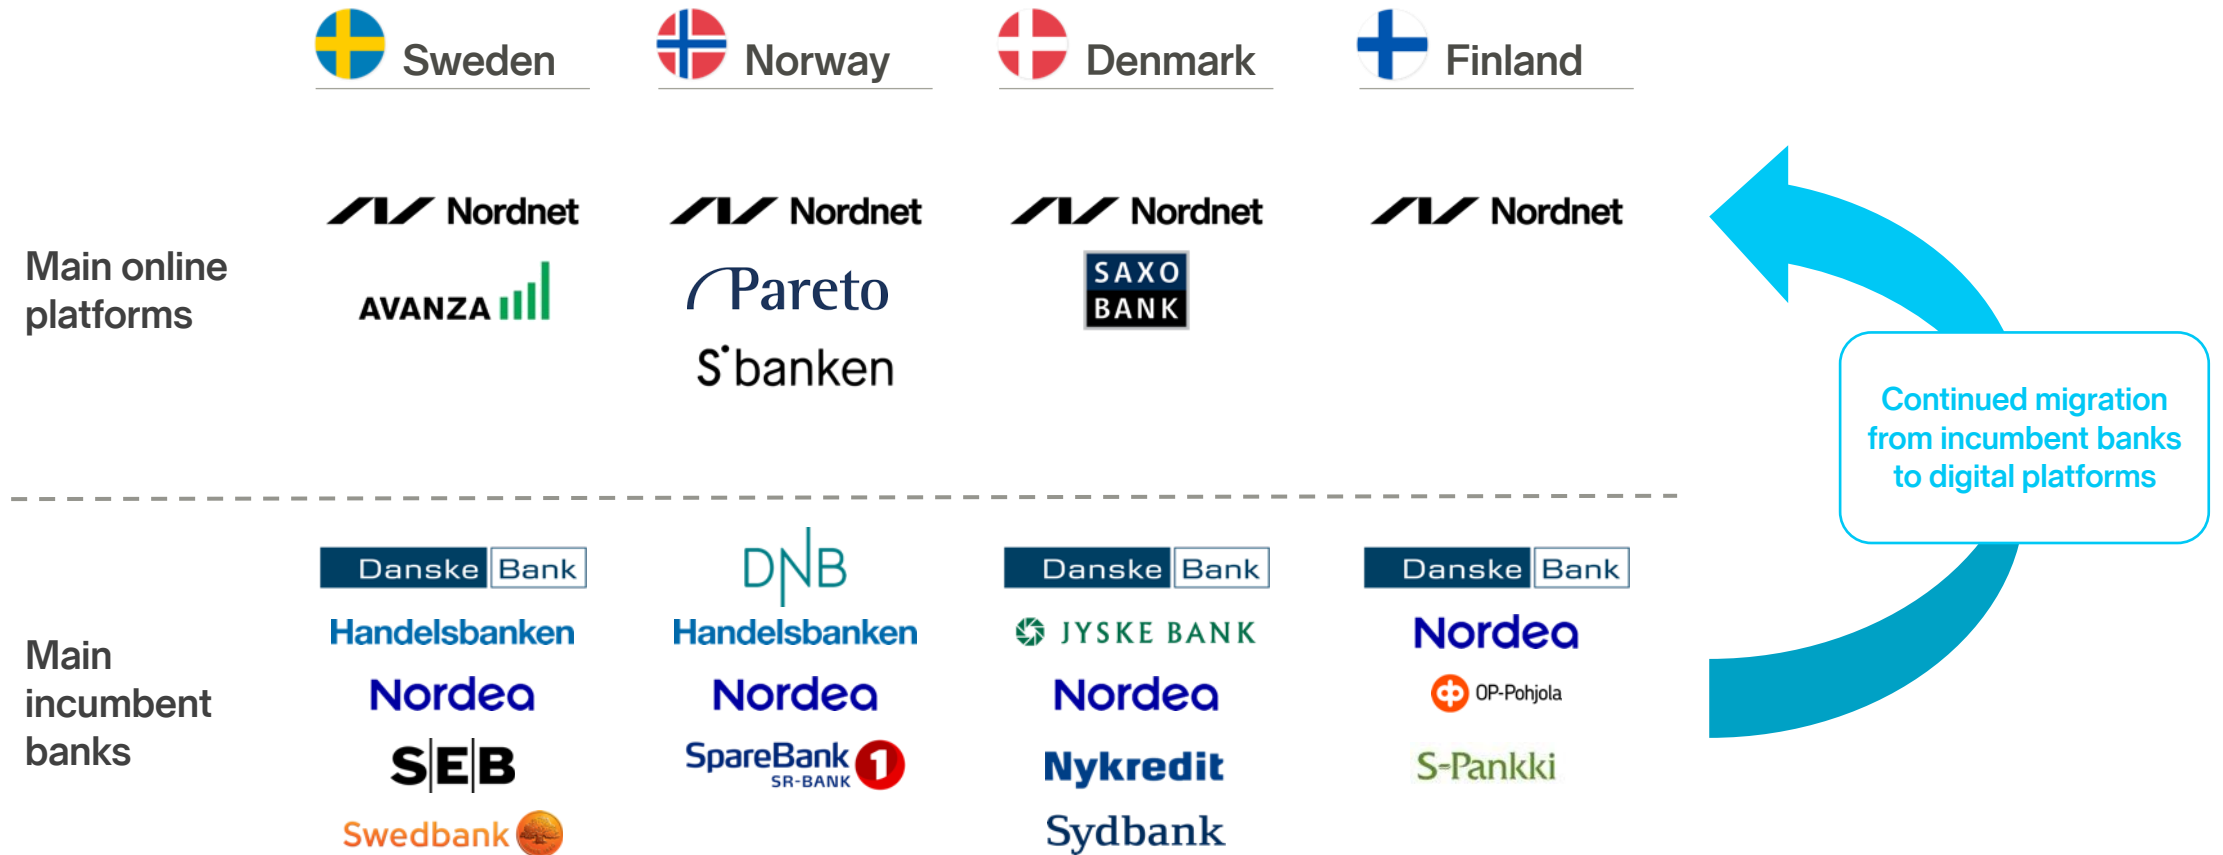 Sweden
Norway
Denmark
Finland
Main online
platforms
Nordnet
Nordnet
Nordnet
Nordnet
AVANZA
Pareto
SAXO
BANK
S'banken
Continued migration
from incumbent banks
to digital platforms
Main
incumbent
banks
Danske Bank
DNB
Danske Bank
Danske Bank
Handelsbanken
Handelsbanken
JYSKE BANK
Nordea
Nordea
Nordea
Nordea
OP-Pohjola
SEB
SpareBank 1
SR-BANK
Nykredit
S-Pankki
Swedbank
Sydbank